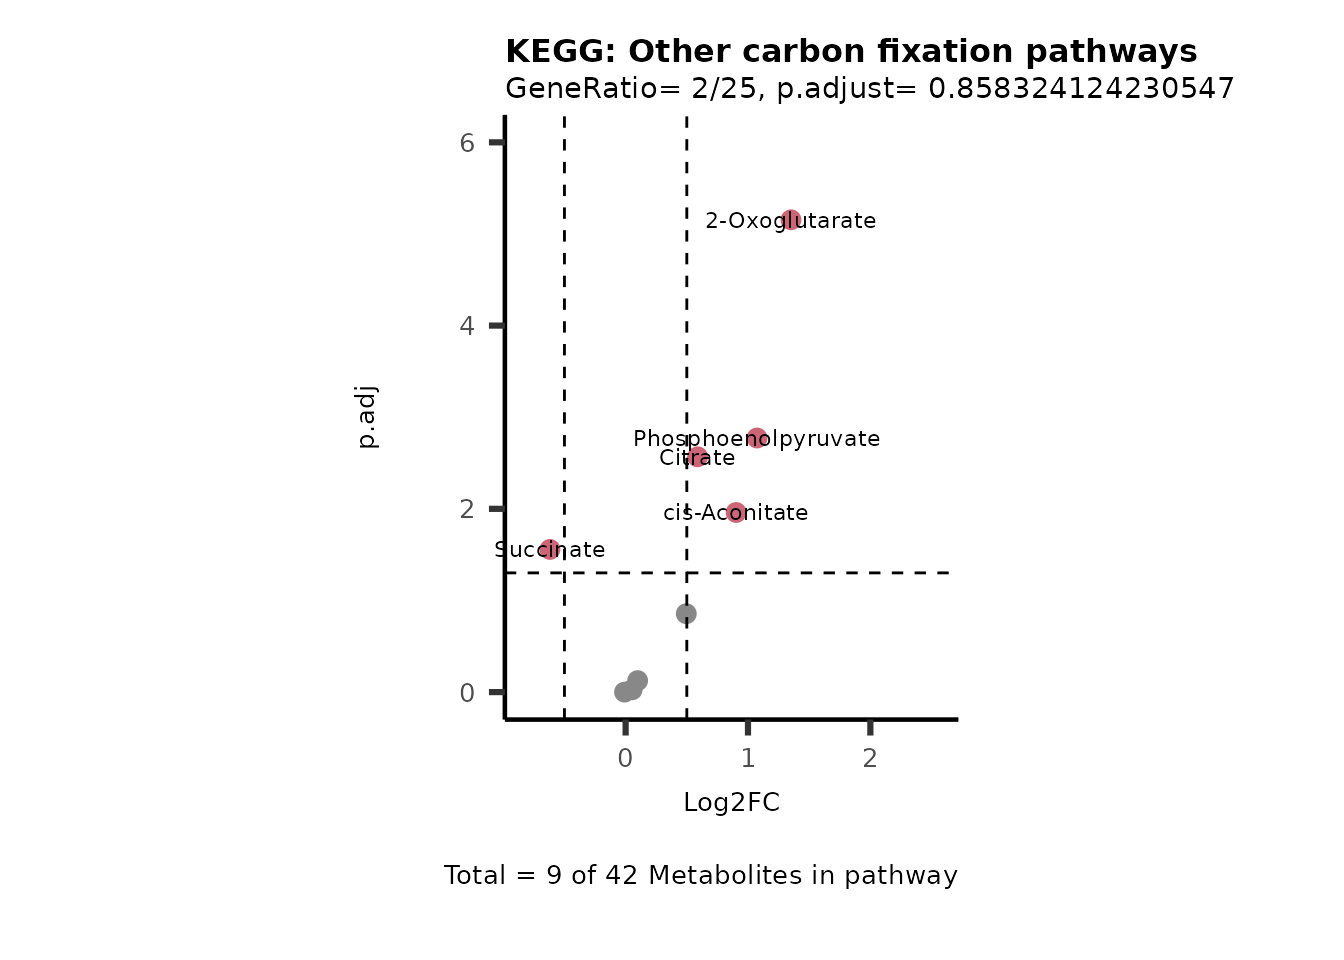 KEGG: Other carbon fixation pathways
GeneRatio= 2/25, p.adjust= 0.858324124230547
6
2-Oxoglutarate
4
p.adj
Phosphoenolpyruvate
Citrate
2
cis-Aconitate
Succinate
0
0 1 2
Log2FC
Total = 9 of 42 Metabolites in pathway